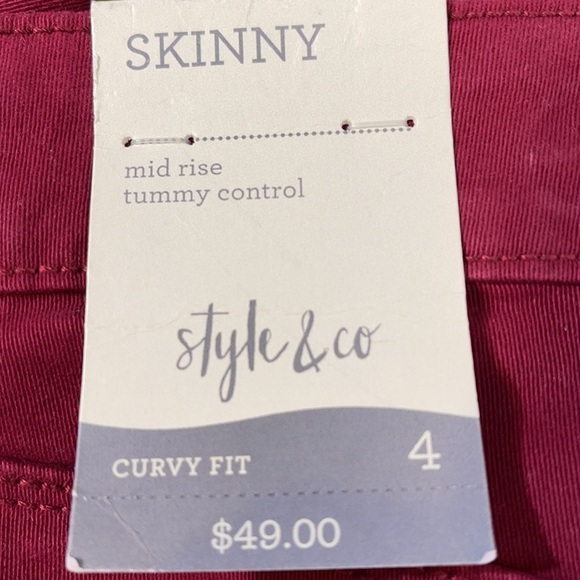 SKINNY
mid rise
tummy control
style & co
CURVY FIT 4
$49.00